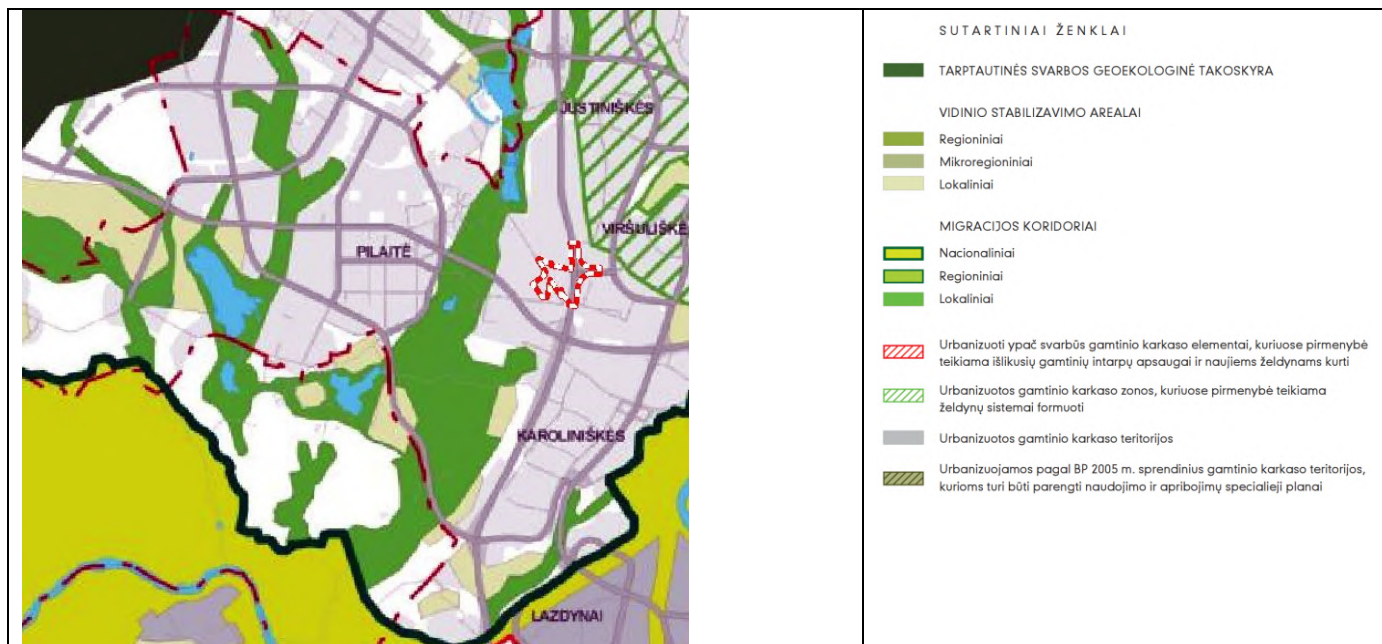 JUSTINIŠKĖS
VIRŠULIŠKĖS
PILAITĖ
KAROLINIŠKĖS
LAZDYNAI
SUTARTINIAI ŽENKLAI
TARPTAUTINĖS SVARBOS GEOEKOLOGINĖ TAKOSKYRA
VIDINIO STABILIZAVIMO AREALAI
Regioniniai
Mikroregioniniai
Lokaliniai
MIGRACIJOS KORIDORIAI
Nacionaliniai
Regioniniai
Lokaliniai
Urbanizuoti ypač svarbūs gamtinio karkaso elementai, kuriuose pirmenybė
teikiama išlikusių gamtinių intarpų apsaugai ir naujiems želdynams kurti
Urbanizuotos gamtinio karkaso zonos, kuriuose pirmenybė teikiama
želdynų sistemai formuoti
Urbanizuotos gamtinio karkaso teritorijos
Urbanizuojamos pagal BP 2005 m. sprendinius gamtinio karkaso teritorijos,
kurioms turi būti parengti naudojimo ir apribojimų specialieji planai